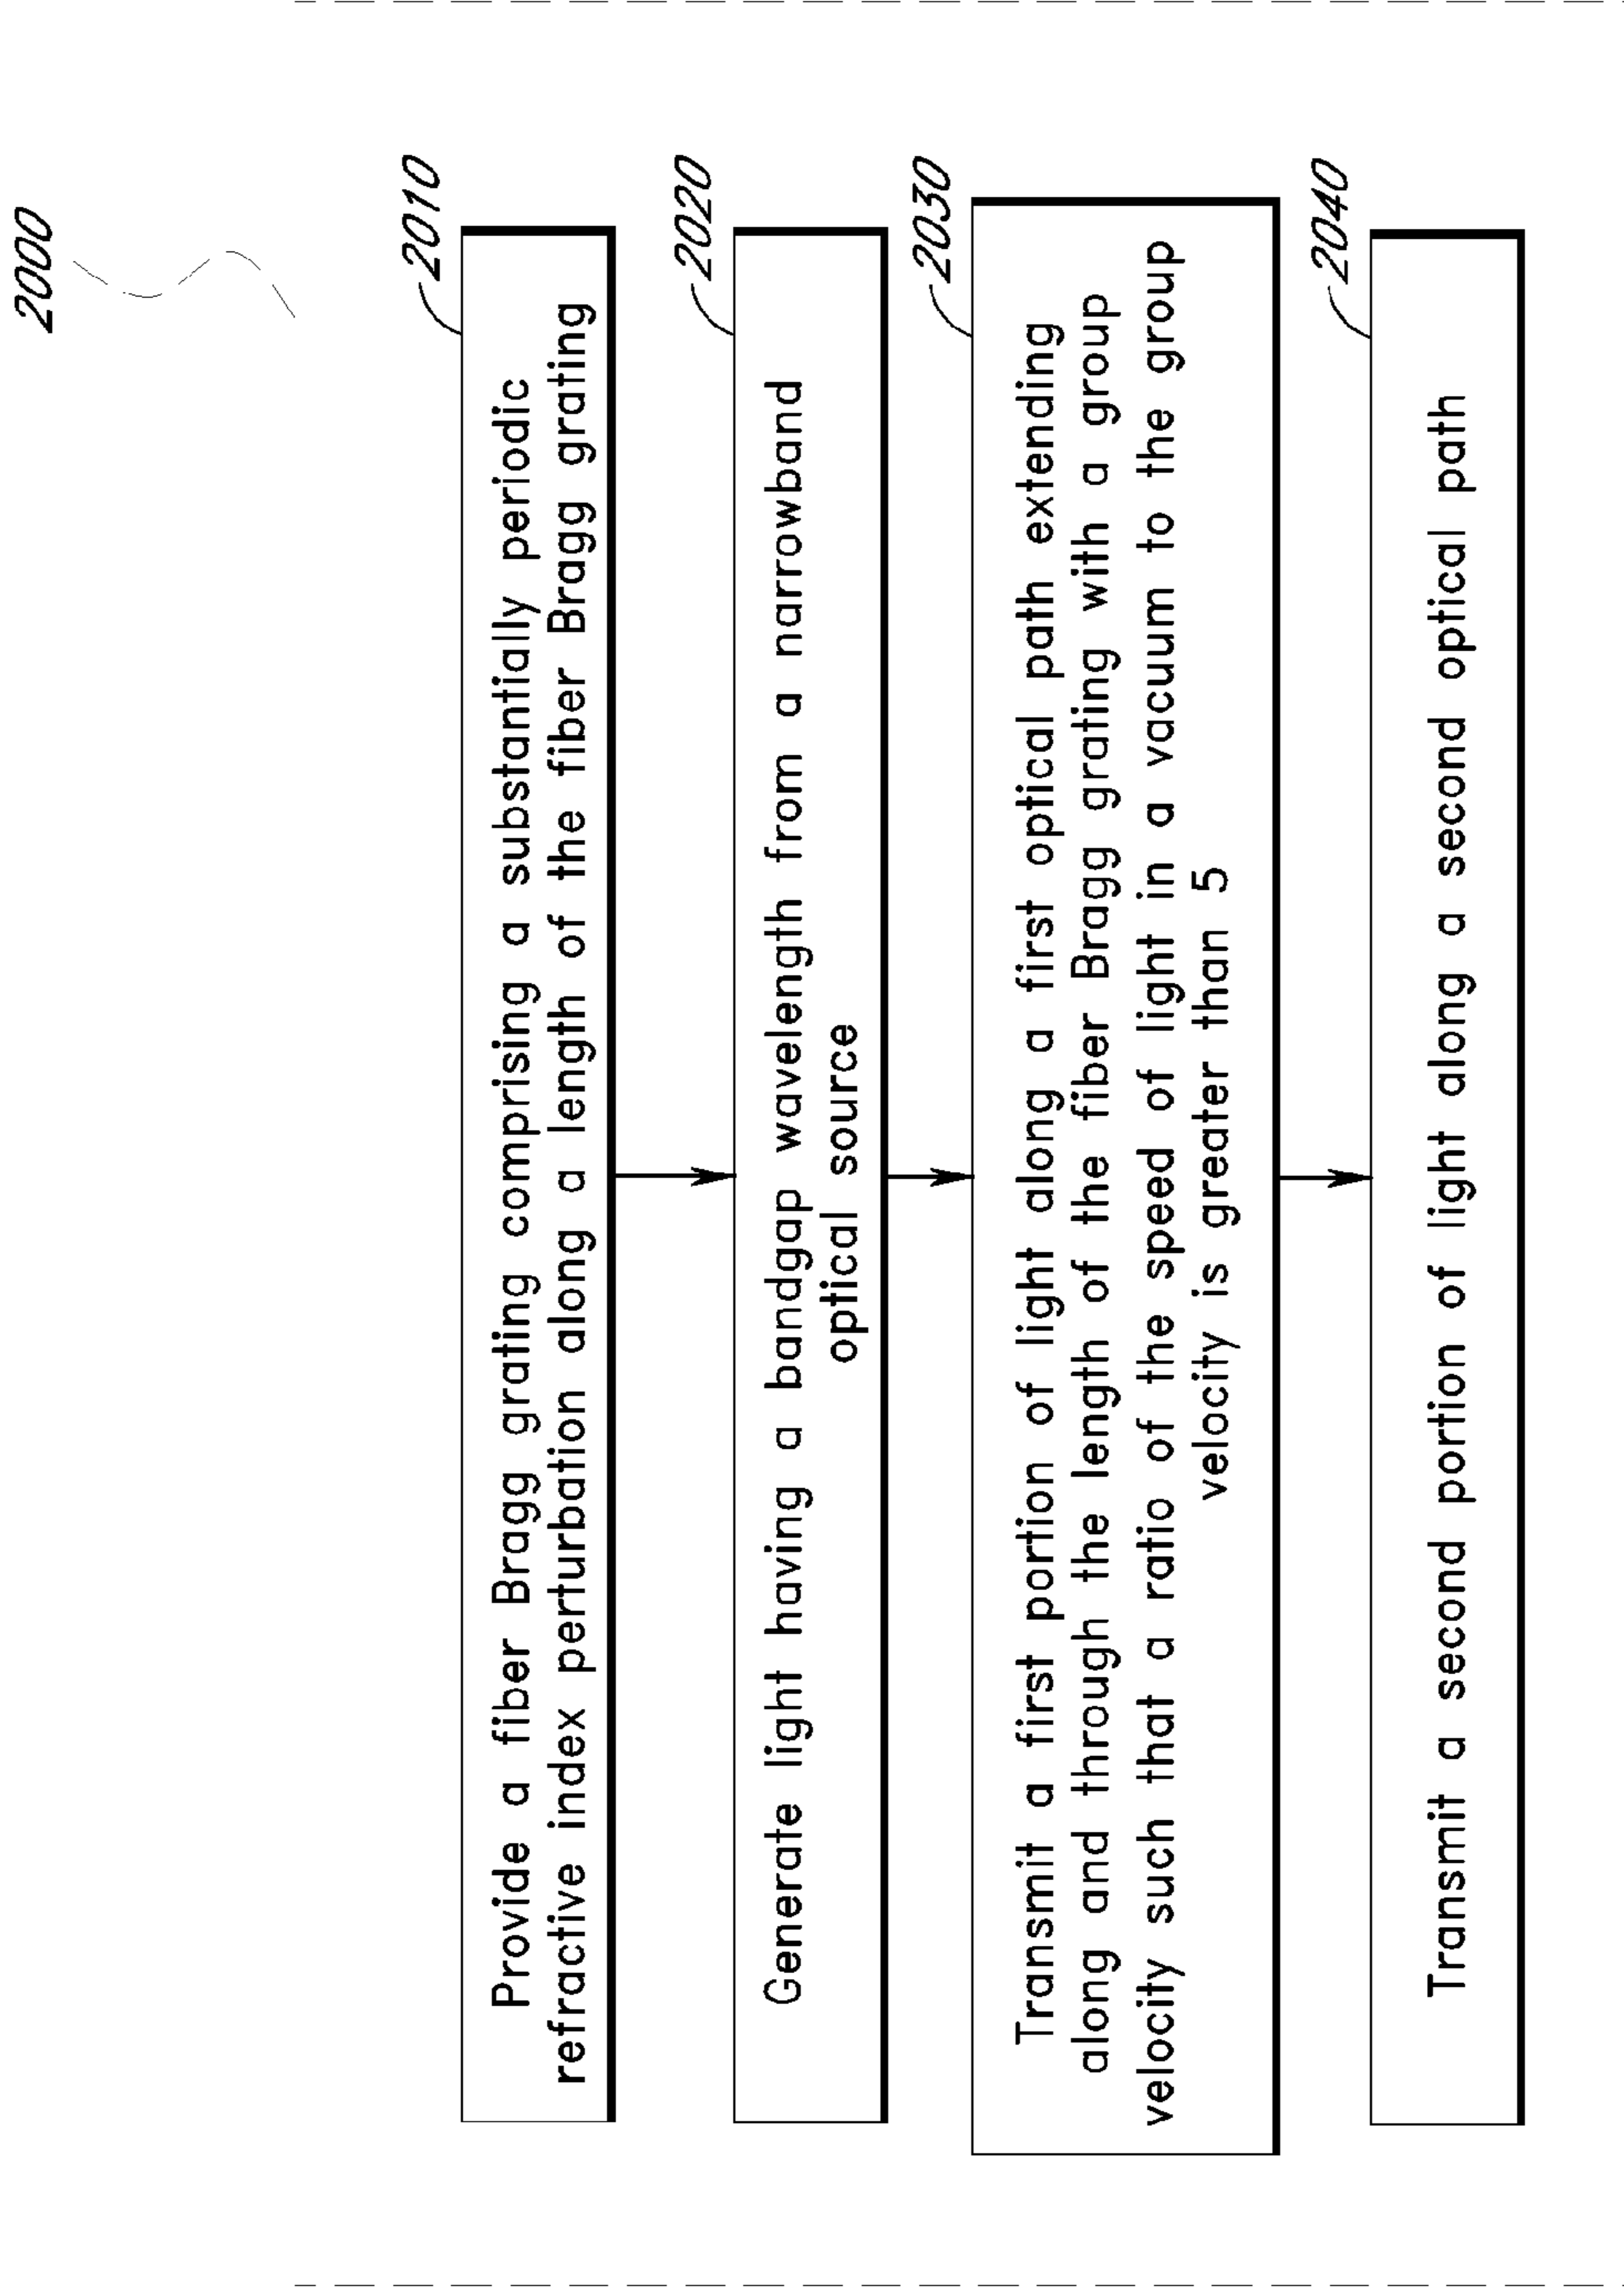 2000
2010
Provide a fiber Bragg grating comprising a substantially periodic
refractive index perturbation along a length of the fiber Bragg grating
2020
Generate light having a bandgap wavelength from a narrowband
optical source
2030
Transmit a first portion of light along a first optical path extending
along and through the length of the fiber Bragg grating with a group
velocity such that a ratio of the speed of light in a vacuum to the group
velocity is greater than 5
2040
Transmit a second portion of light along a second optical path